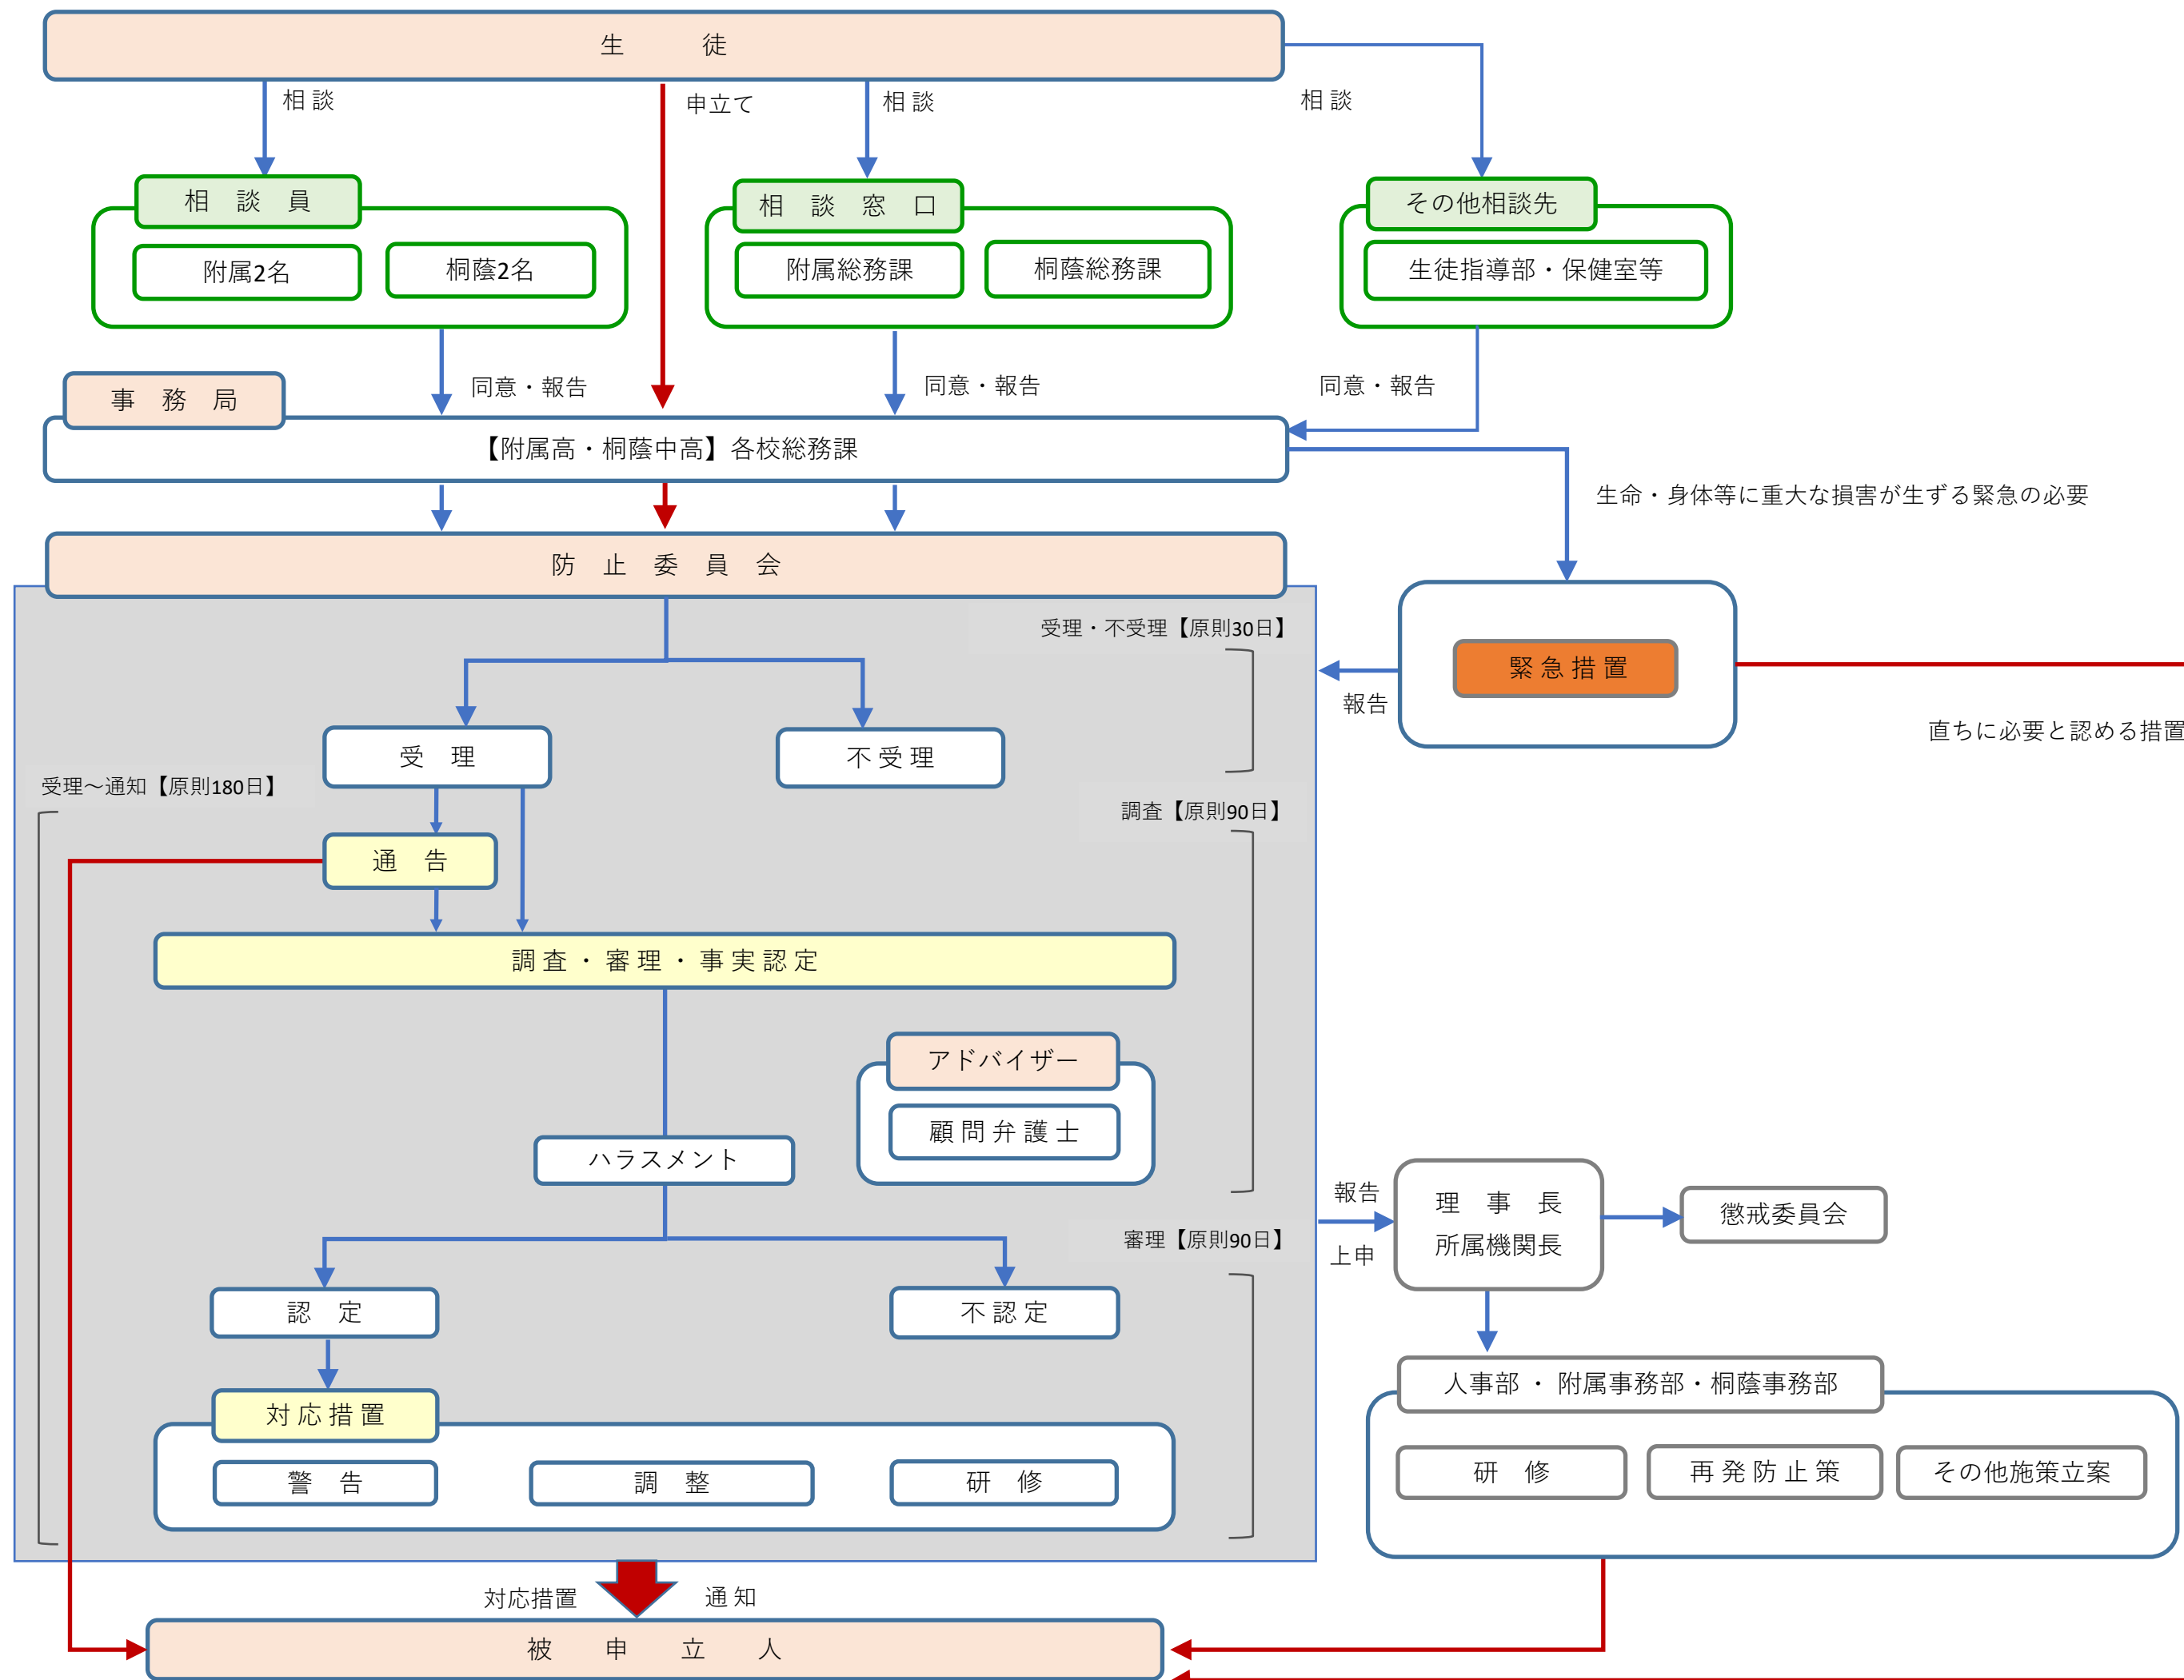 生　　　徒
相 談
申立て
相 談
相 談
相　談　員
附属2名
桐蔭2名
相　談　窓　口
附属総務課
桐蔭総務課
その他相談先
生徒指導部・保健室等
同意・報告
同意・報告
同意・報告
事　務　局
【附属高・桐蔭中高】各校総務課
生命・身体等に重大な損害が生ずる緊急の必要
防　止　委　員　会
受理・不受理【原則30日】
緊 急 措 置
報告
直ちに必要と認める措置
受　理
不 受 理
受理～通知【原則180日】
調査【原則90日】
通　告
調 査 ・ 審 理 ・ 事 実 認 定
アドバイザー
顧 問 弁 護 士
ハラスメント
報告
上申
理　事　長
所属機関長
懲戒委員会
審理【原則90日】
認　定
不 認 定
人事部 ・ 附属事務部・桐蔭事務部
研　修
再 発 防 止 策
その他施策立案
対 応 措 置
警　告
調　整
研　修
対応措置
通 知
被　　申　　立　　人